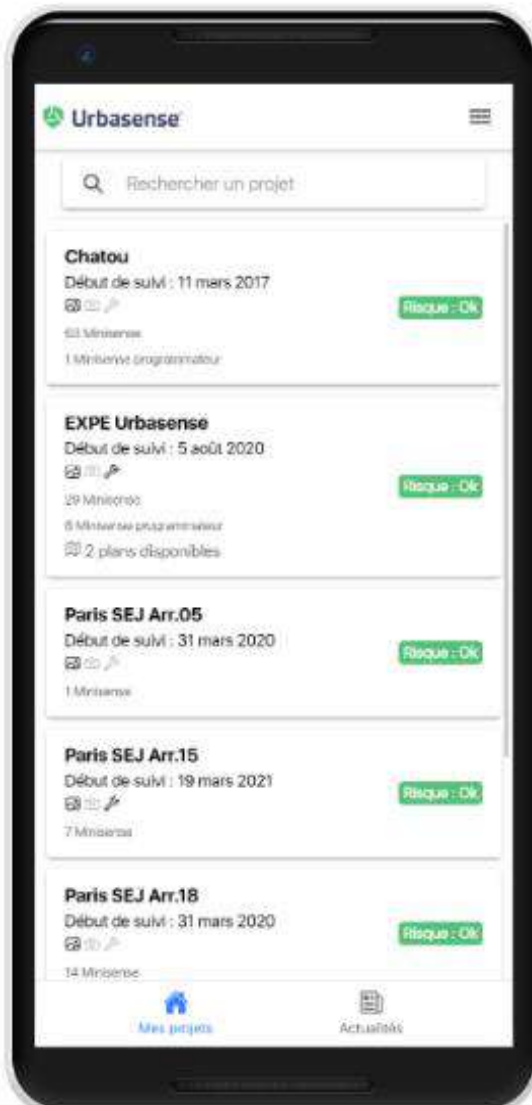 Urbasense
Rechercher un projet
Chatou
Début de suivi : 11 mars 2017
Risque : Ok
63 Minisense
1 Minisense programmateur
EXPE Urbasense
Début de suivi : 5 août 2020
Risque : Ok
29 Minisense
6 Minisense programmateur
2 plans disponibles
Paris SEJ Arr.05
Début de suivi : 31 mars 2020
Risque : Ok
1 Minisense
Paris SEJ Arr.15
Début de suivi : 19 mars 2021
Risque : Ok
7 Minisense
Paris SEJ Arr.18
Début de suivi : 31 mars 2020
Risque : Ok
14 Minisense
Mes projets
Actualités